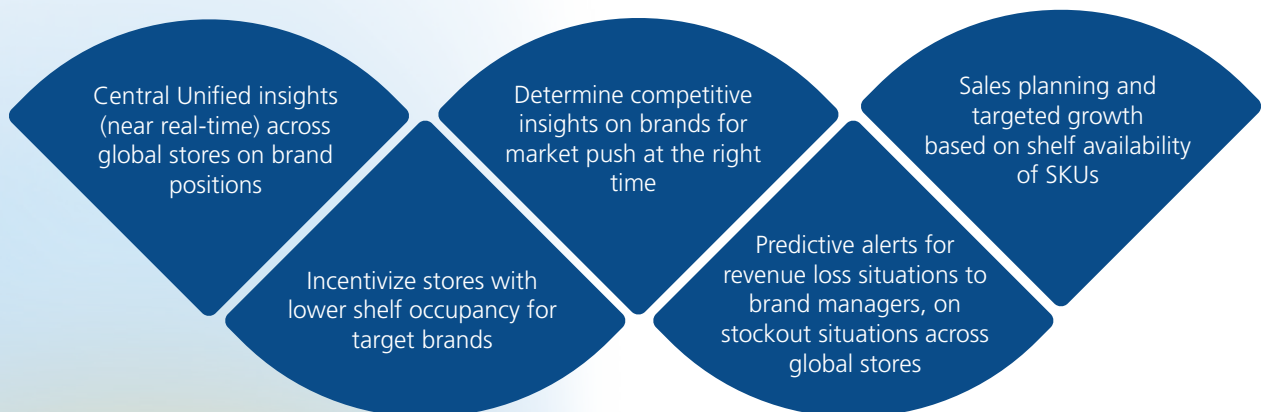 Central Unified insights
(near real-time) across
global stores on brand
positions
Incentivize stores with
lower shelf occupancy for
target brands
Determine competitive
insights on brands for
market push at the right
time
Predictive alerts for
revenue loss situations to
brand managers, on
stockout situations across
global stores
Sales planning and
targeted growth
based on shelf availability
of SKUs